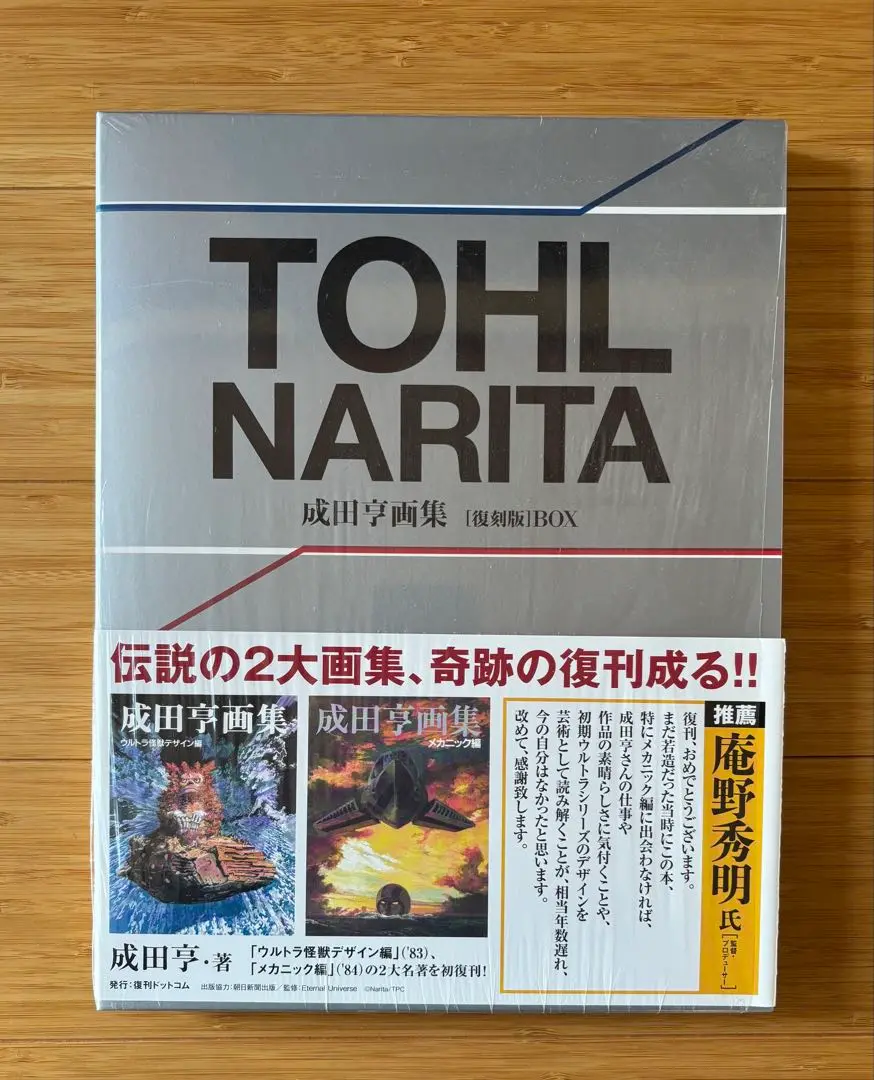 TOHL
NARITA
成田亨画集 [復刻版]BOX
伝説の2大画集、奇跡の復刊成る!!
成田亨画集
ウルトラ怪獣デザイン編
成田亨画集
メカニック編
推薦
庵野秀明氏[監督・プロデューサー]
復刊、おめでとうございます。
まだ若造だった当時にこの本、
特にメカニック編に出会わなければ、
成田亨さんの仕事や
作品の素晴らしさに気付くことや、
初期ウルトラシリーズのデザインを
芸術として読み解くことが、相当年数遅れ、
今の自分はなかったと思います。
改めて、感謝致します。
成田亨・著
「ウルトラ怪獣デザイン編」('83)、
「メカニック編」('84)の2大名著を初復刊!
発行:復刊ドットコム 出版協力:朝日新聞出版/監修:Eternal Universe ©Narita/TPC